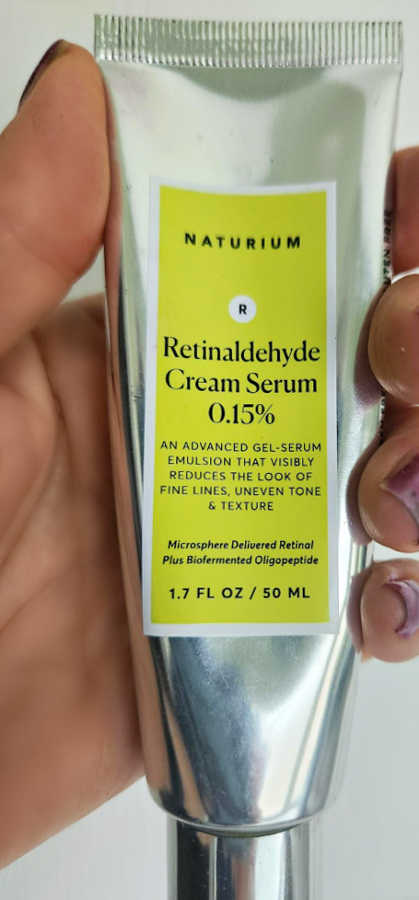 NATURIUM
R
Retinaldehyde
Cream Serum
0.15%
AN ADVANCED GEL-SERUM
EMULSION THAT VISIBLY
REDUCES THE LOOK OF
FINE LINES, UNEVEN TONE
& TEXTURE
Microsphere Delivered Retinal
Plus Biofermented Oligopeptide
1.7 FL OZ / 50 ML
FREE